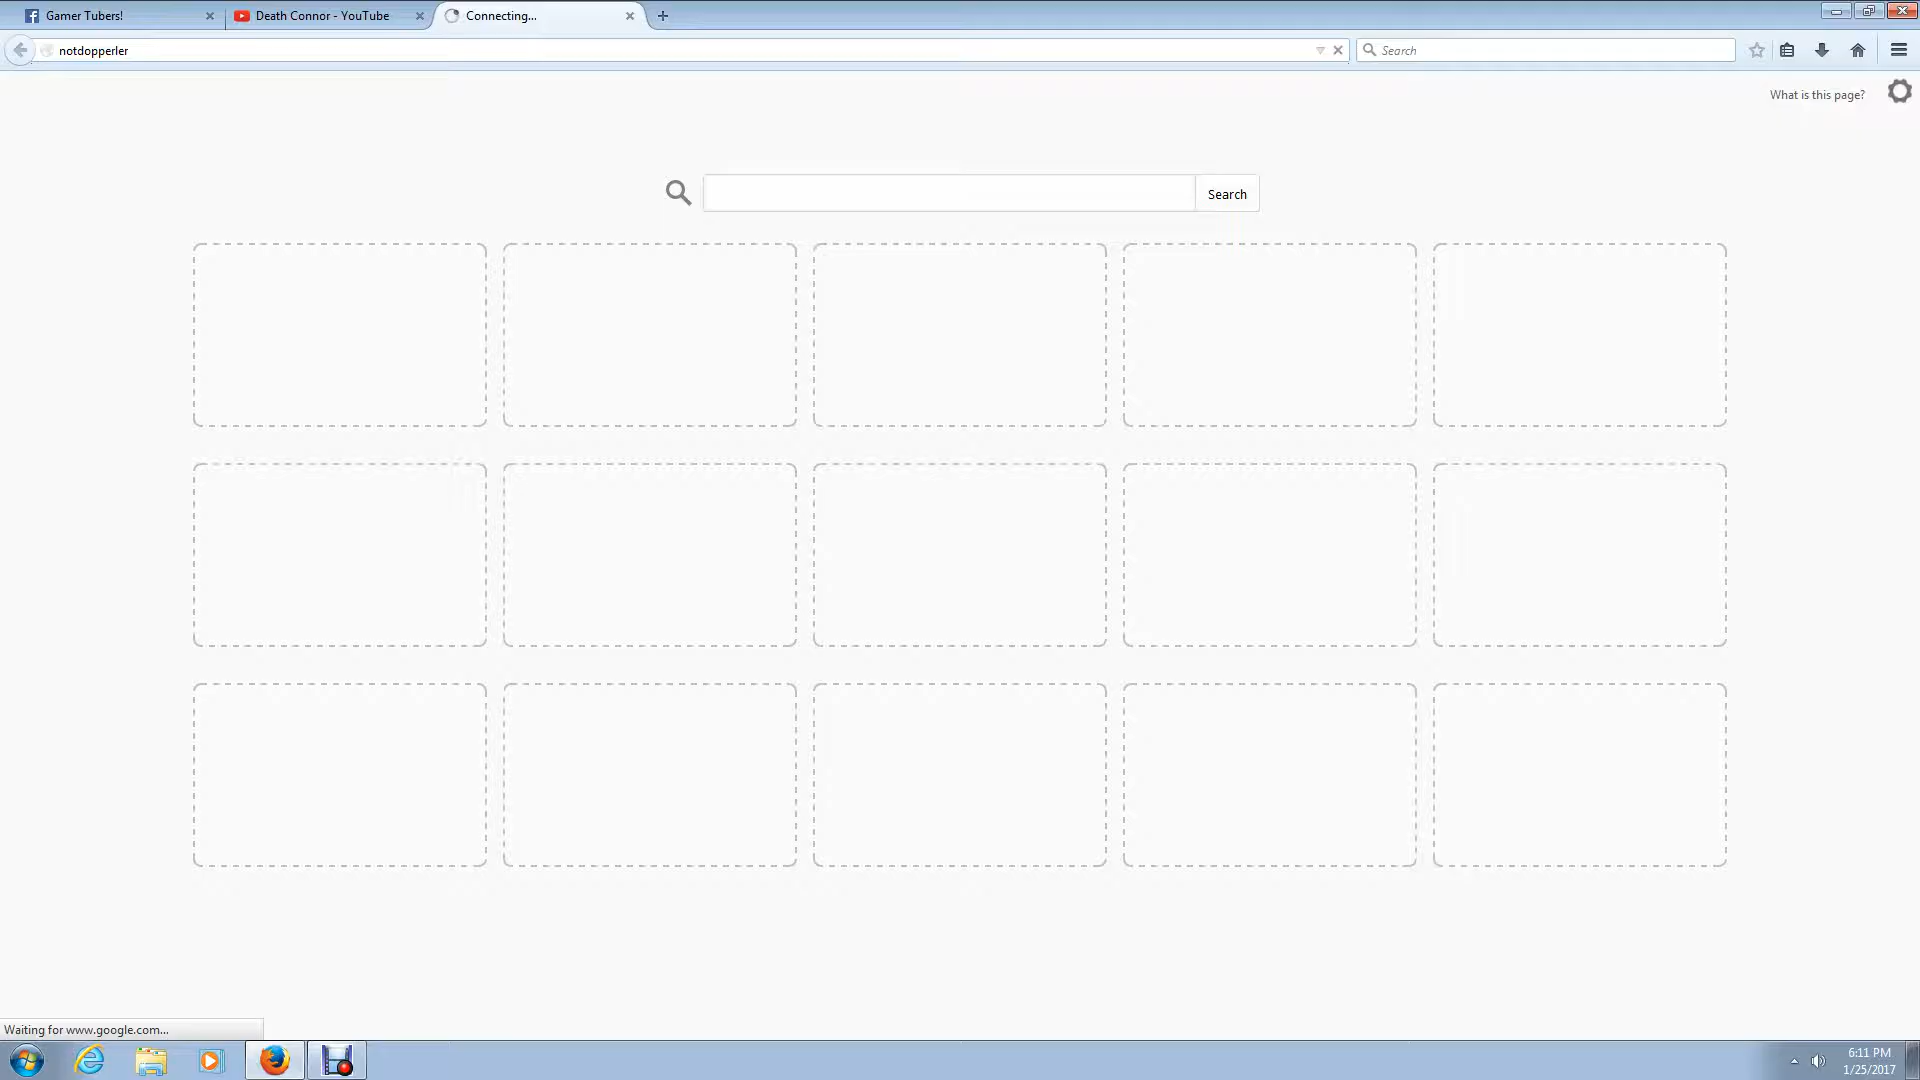 Gamer Tubers!
Death Connor - YouTube
Connecting...
notdopperler
Search
What is this page?
Search
Waiting for www.google.com...
6:11 PM
1/25/2017